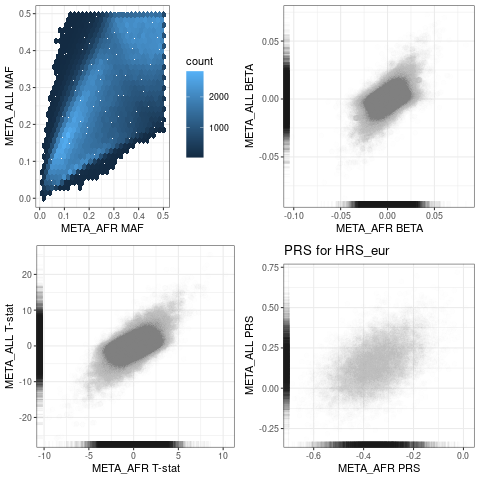 META_ALL MAF
0.5
0.4
0.3
0.2
0.1
0.0
0.0 0.1 0.2 0.3 0.4 0.5
META_AFR MAF
count
2000
1000
META_ALL BETA
0.05
0.00
-0.05
-0.10 -0.05 0.00 0.05
META_AFR BETA
META_ALL T-stat
20
10
0
-10
-20
-10 -5 0 5 10
META_AFR T-stat
PRS for HRS_eur
META_ALL PRS
0.75
0.50
0.25
0.00
-0.25
-0.6 -0.4 -0.2 0.0
META_AFR PRS